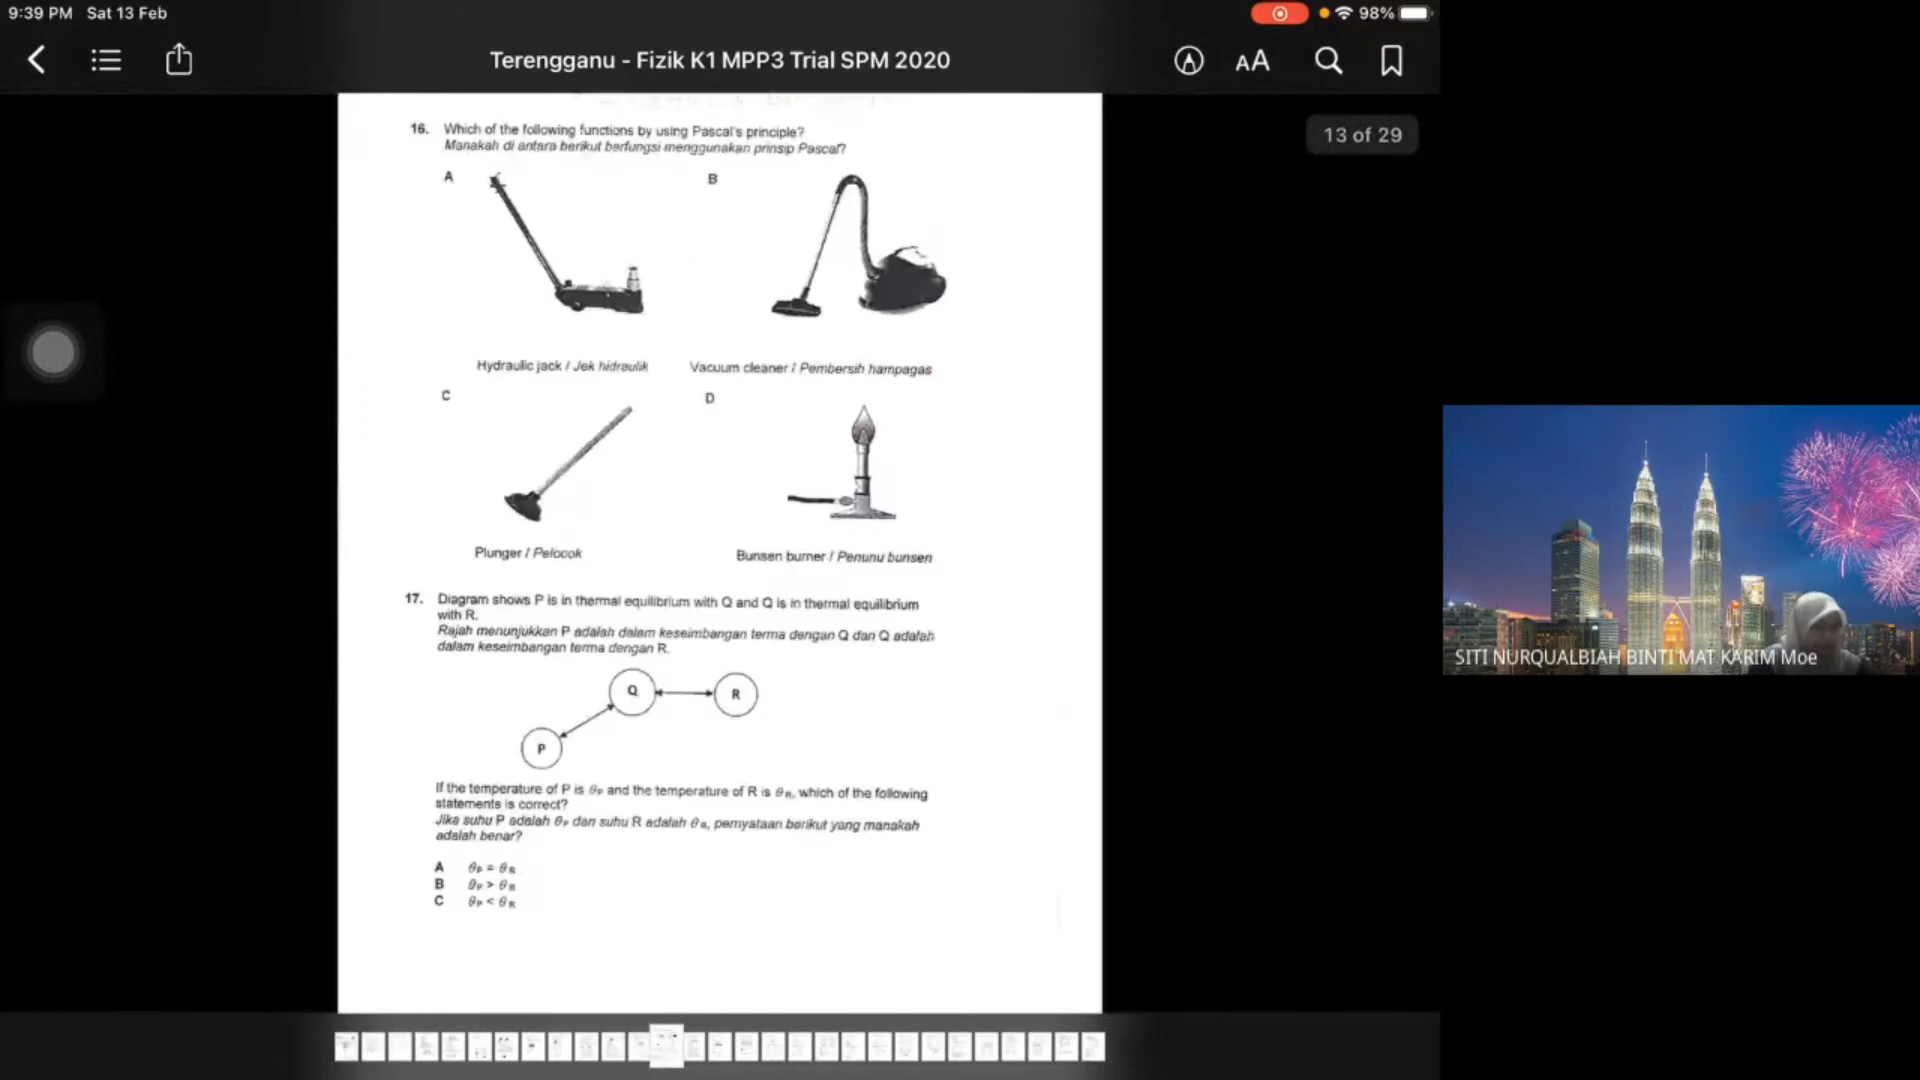 9:39 PM Sat 13 Feb
98%
Terengganu - Fizik K1 MPP3 Trial SPM 2020
AA
13 of 29
16. Which of the following functions by using Pascal's principle?
Manakah di antara berikut berfungsi menggunakan prinsip Pascal?
A
B
Hydraulic jack / Jek hidraulik
Vacuum cleaner / Pembersih hampagas
C
D
Plunger / Pelocok
Bunsen burner / Penunu bunsen
17. Diagram shows P is in thermal equilibrium with Q and Q is in thermal equilibrium
with R.
Rajah menunjukkan P adalah dalam keseimbangan terma dengan Q dan Q adalah
dalam keseimbangan terma dengan R.
Q
R
P
If the temperature of P is θP and the temperature of R is θR, which of the following
statements is correct?
Jika suhu P adalah θP dan suhu R adalah θR, pernyataan berikut yang manakah
adalah benar?
A θP = θR
B θP > θR
C θP < θR
SITI NURQUALBIAH BINTI MAT KARIM Moe